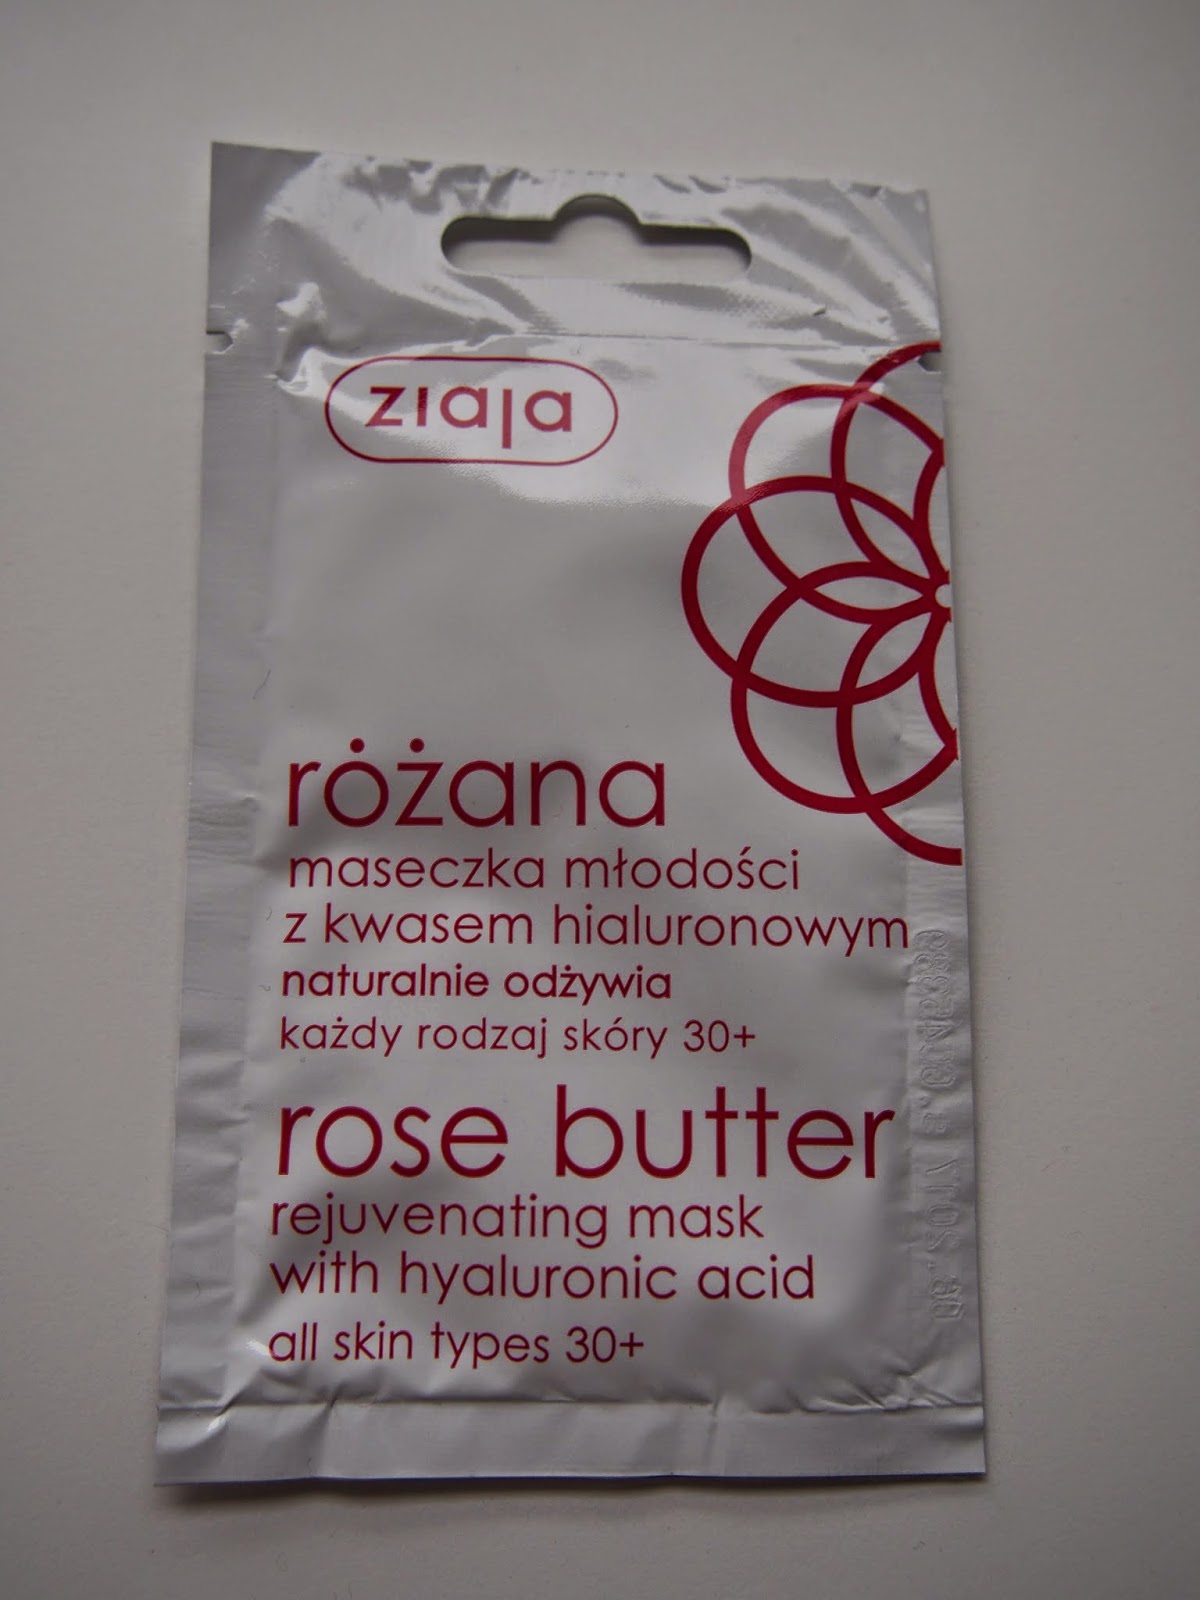 ziaja
różana
maseczka młodości
z kwasem hialuronowym
naturalnie odżywia
każdy rodzaj skóry 30+
rose butter
rejuvenating mask
with hyaluronic acid
all skin types 30+